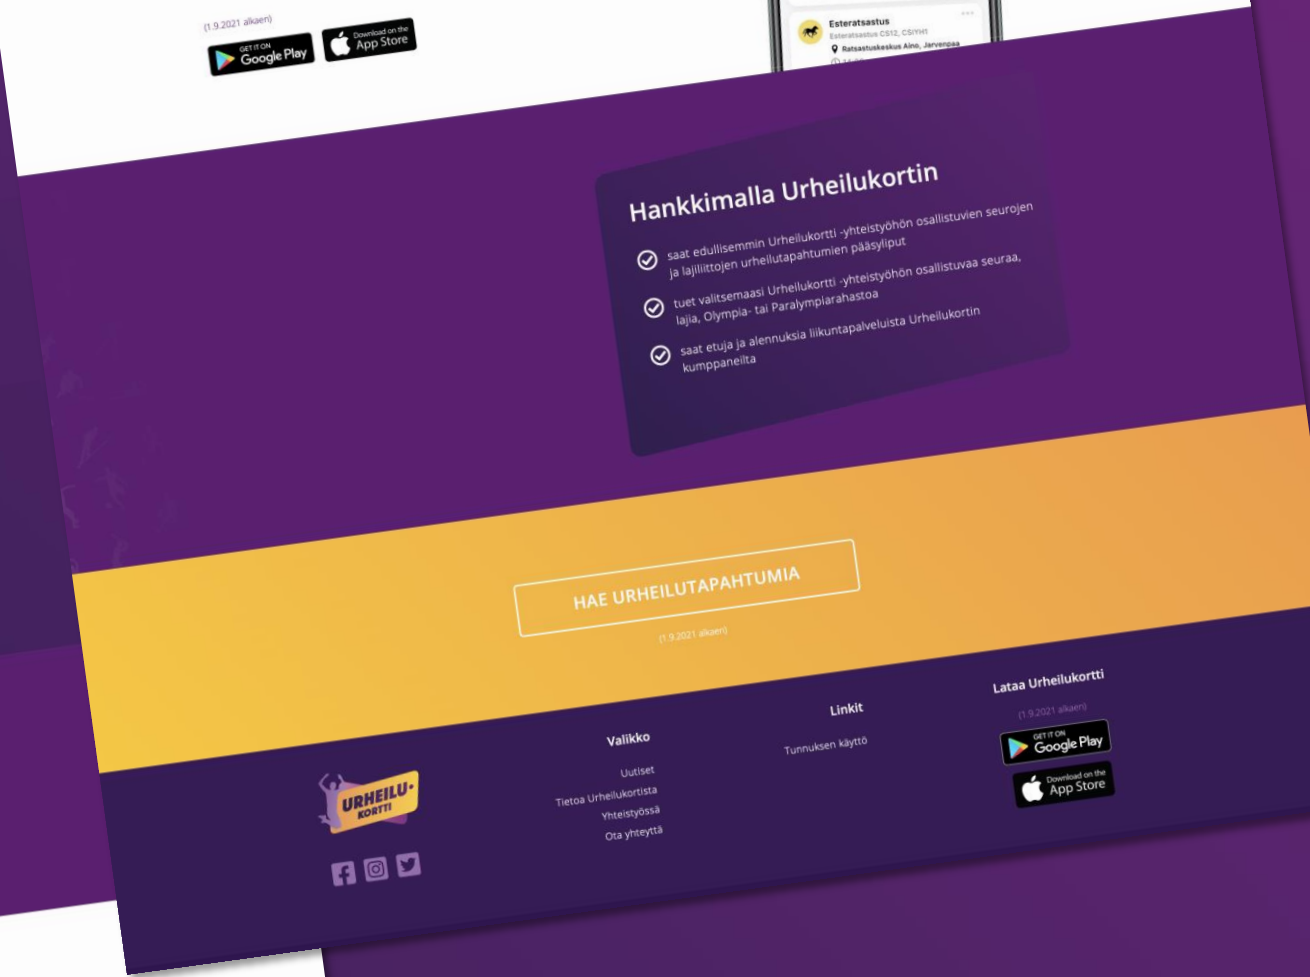 (1.9.2021 alkaen)
GET IT ON
Google Play
Download on the
App Store
Esteratsastus
Esteratsastus CS12, CS/YH1
Ratsastuskeskus Aino, Jarvenpaa
Hankkimalla Urheilukortin
saat edullisemmin Urheilukortti -yhteistyöhön osallistuvien seurojen
ja lajiliittojen urheilutapahtumien pääsyliput
tuet valitsemaasi Urheilukortti -yhteistyöhön osallistuvaa seuraa,
lajia, Olympia- tai Paralympiarahastoa
saat etuja ja alennuksia liikuntapalveluista Urheilukortin
kumppaneilta
HAE URHEILUTAPAHTUMIA
(1.9.2021 alkaen)
URHEILU-
KORTTI
Valikko
Uutiset
Tietoa Urheilukortista
Yhteistyössä
Ota yhteyttä
Linkit
Tunnuksen käyttö
Lataa Urheilukortti
(1.9.2021 alkaen)
GET IT ON
Google Play
Download on the
App Store